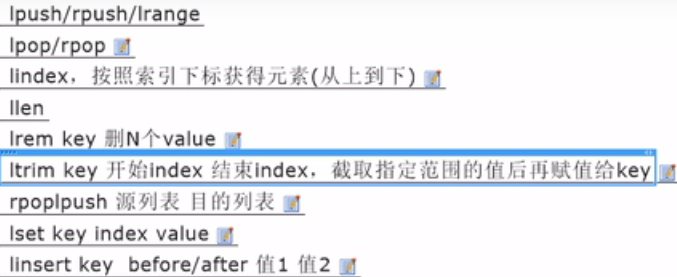 lpush/rpush/lrange
lpop/rpop
lindex，按照索引下标获得元素(从上到下)
llen
lrem key 删N个value
ltrim key 开始index 结束index，截取指定范围的值后再赋值给key
rpoplpush 源列表 目的列表
lset key index value
linsert key  before/after 值1 值2